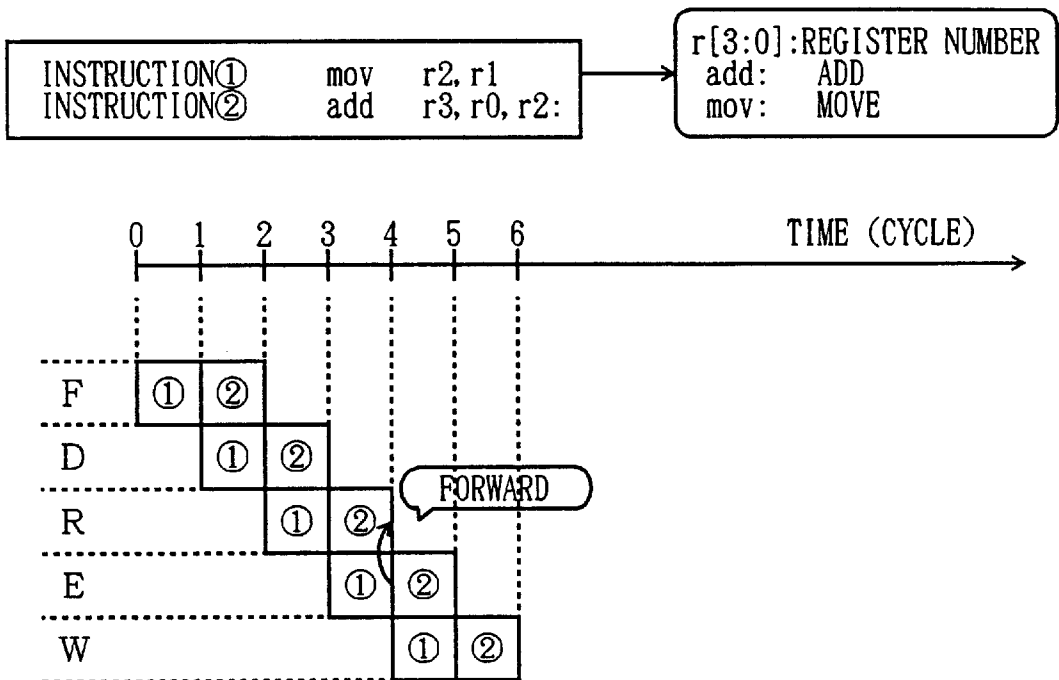 INSTRUCTION① mov r2, r1
INSTRUCTION② add r3, r0, r2:
r[3:0]:REGISTER NUMBER
add: ADD
mov: MOVE
0 1 2 3 4 5 6 TIME (CYCLE)
F ① ②
D ① ②
FORWARD
R ① ②
E ① ②
W ① ②